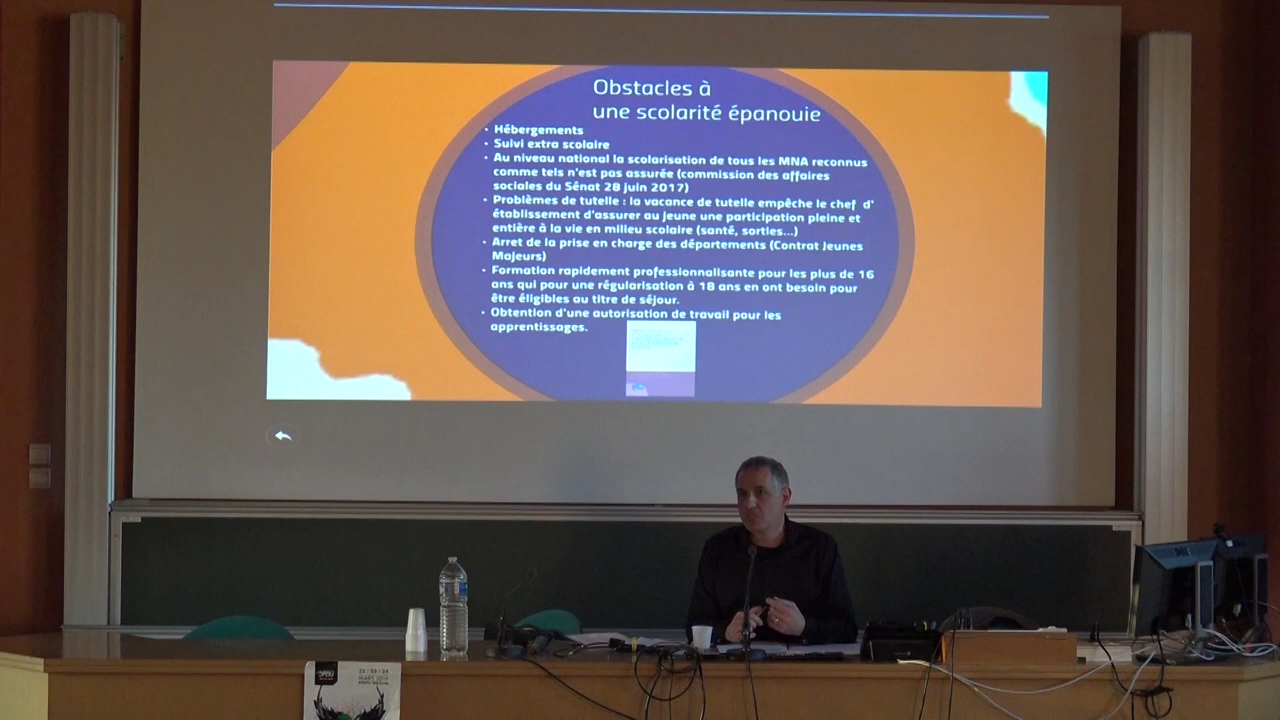 Obstacles à
une scolarité épanouie
• Hébergements
• Suivi extra scolaire
• Au niveau national la scolarisation de tous les MNA reconnus
comme tels n'est pas assurée (commission des affaires
sociales du Sénat 28 juin 2017)
• Problèmes de tutelle : la vacance de tutelle empêche le chef d'
établissement d'assurer au jeune une participation pleine et
entière à la vie en milieu scolaire (santé, sorties...)
• Arret de la prise en charge des départements (Contrat Jeunes
Majeurs)
• Formation rapidement professionnalisante pour les plus de 16
ans qui pour une régularisation à 18 ans en ont besoin pour
être éligibles au titre de séjour.
• Obtention d'une autorisation de travail pour les
apprentissages.